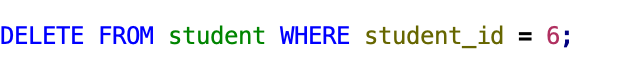 DELETE FROM student WHERE student_id = 6;